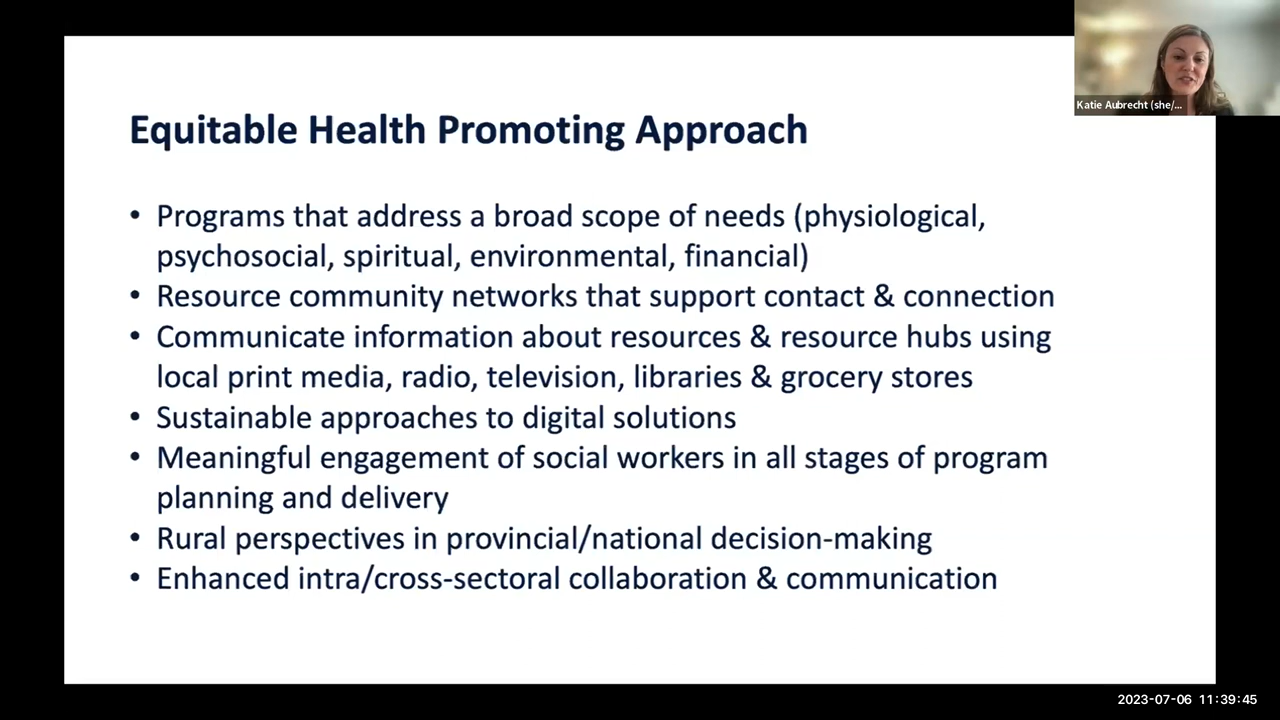 Katie Aubrecht (she/...
Equitable Health Promoting Approach
• Programs that address a broad scope of needs (physiological,
psychosocial, spiritual, environmental, financial)
• Resource community networks that support contact & connection
• Communicate information about resources & resource hubs using
local print media, radio, television, libraries & grocery stores
• Sustainable approaches to digital solutions
• Meaningful engagement of social workers in all stages of program
planning and delivery
• Rural perspectives in provincial/national decision-making
• Enhanced intra/cross-sectoral collaboration & communication
2023-07-06 11:39:45